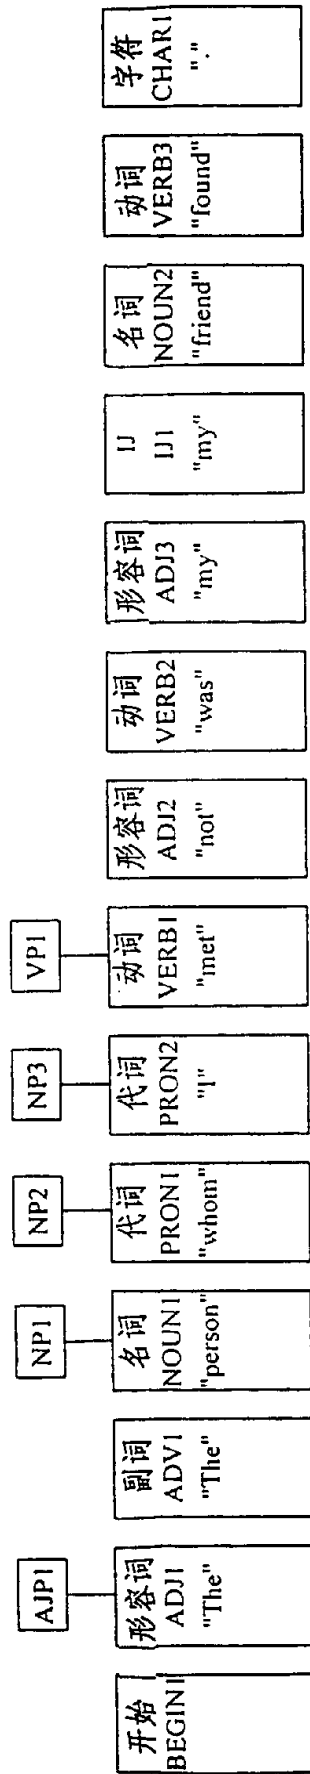 AJP1
NP1
NP2
NP3
VP1
开始
BEGIN1
形容词
ADJ1
"The"
副词
ADV1
"The"
名词
NOUN1
"person"
代词
PRON1
"whom"
代词
PRON2
"I"
动词
VERB1
"met"
形容词
ADJ2
"not"
动词
VERB2
"was"
形容词
ADJ3
"my"
IJ
IJ1
"my"
名词
NOUN2
"friend"
动词
VERB3
"found"
字符
CHAR1
"."